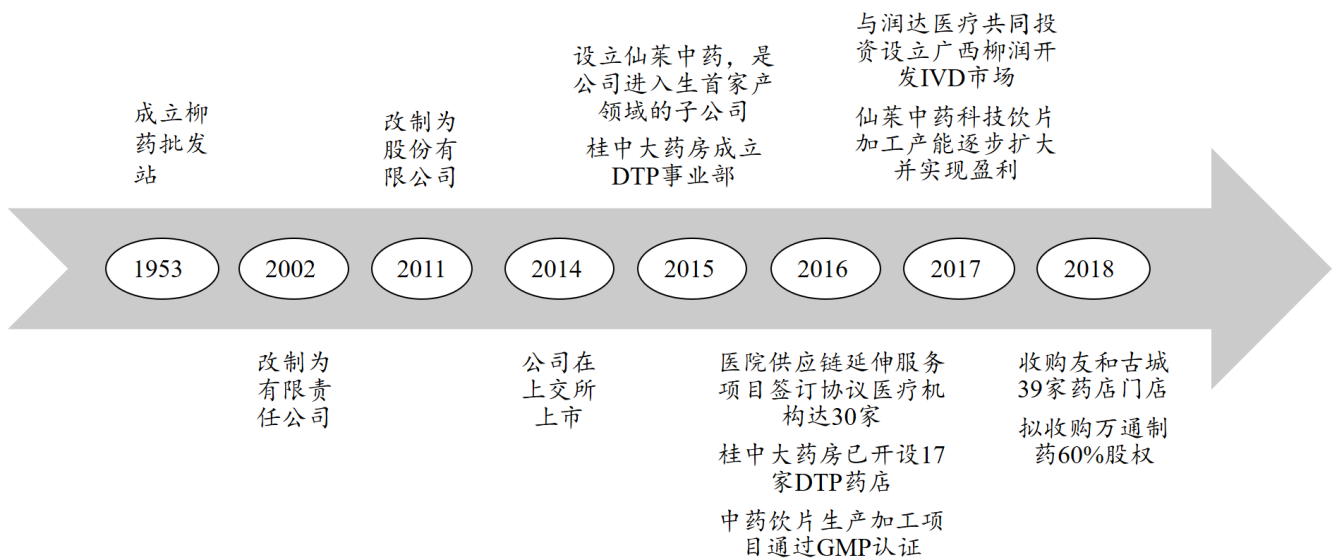 成立柳
药批发
站
改制为
股份有
限公司
设立仙茱中药，是
公司进入生首家产
领域的子公司
桂中大药房成立
DTP事业部
与润达医疗共同投
资设立广西柳润开
发IVD市场
仙茱中药科技饮片
加工产能逐步扩大
并实现盈利
1953
2002
2011
2014
2015
2016
2017
2018
改制为
有限责
任公司
公司在
上交所
上市
医院供应链延伸服务
项目签订协议医疗机
构达30家
桂中大药房已开设17
家DTP药店
中药饮片生产加工项
目通过GMP认证
收购友和古城
39家药店门店
拟收购万通制
药60%股权